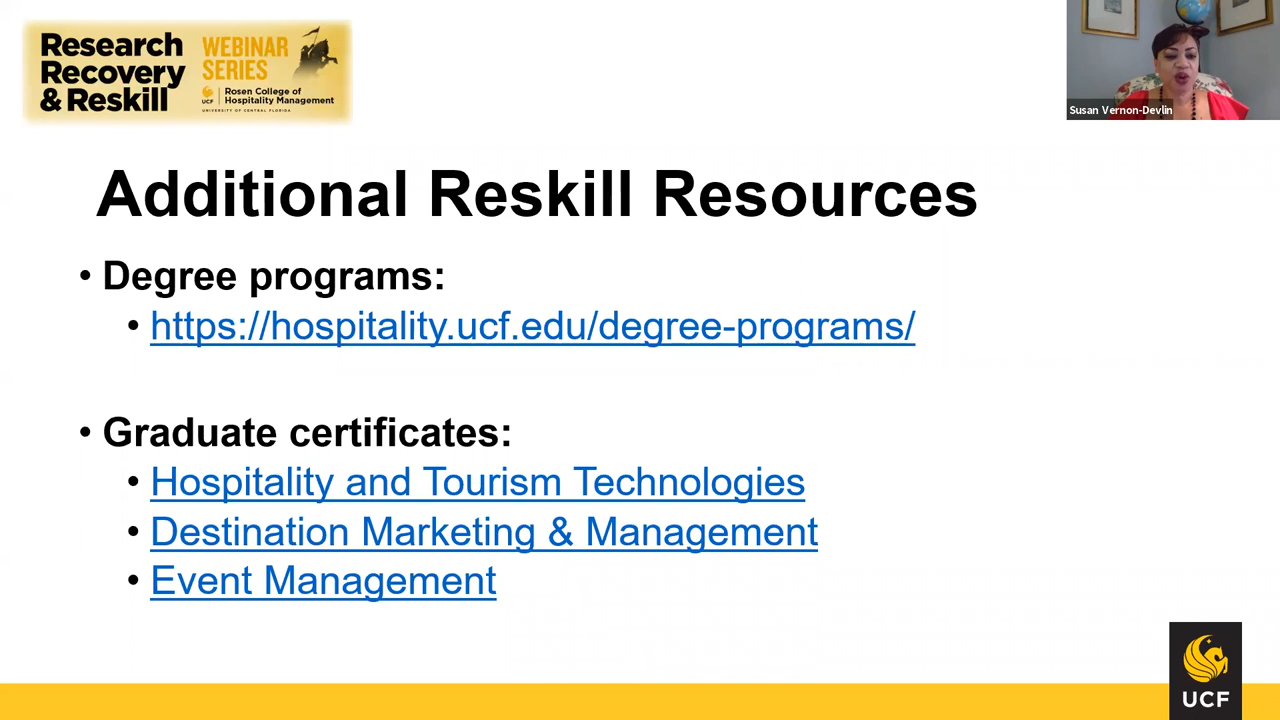 Research
Recovery
& Reskill
WEBINAR
SERIES
UCF
Rosen College of
Hospitality Management
UNIVERSITY OF CENTRAL FLORIDA
Susan Vernon-Devlin
Additional Reskill Resources
• Degree programs:
• https://hospitality.ucf.edu/degree-programs/
• Graduate certificates:
• Hospitality and Tourism Technologies
• Destination Marketing & Management
• Event Management
UCF